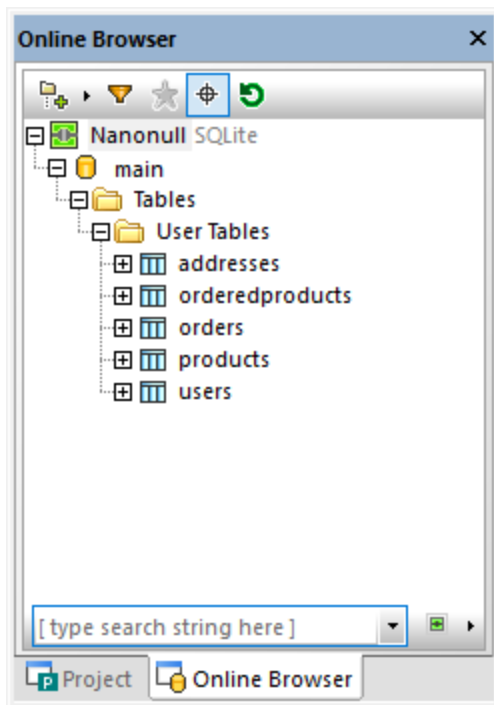 Online Browser
Nanonull SQLite
main
Tables
User Tables
addresses
orderedproducts
orders
products
users
[ type search string here ]
Project Online Browser